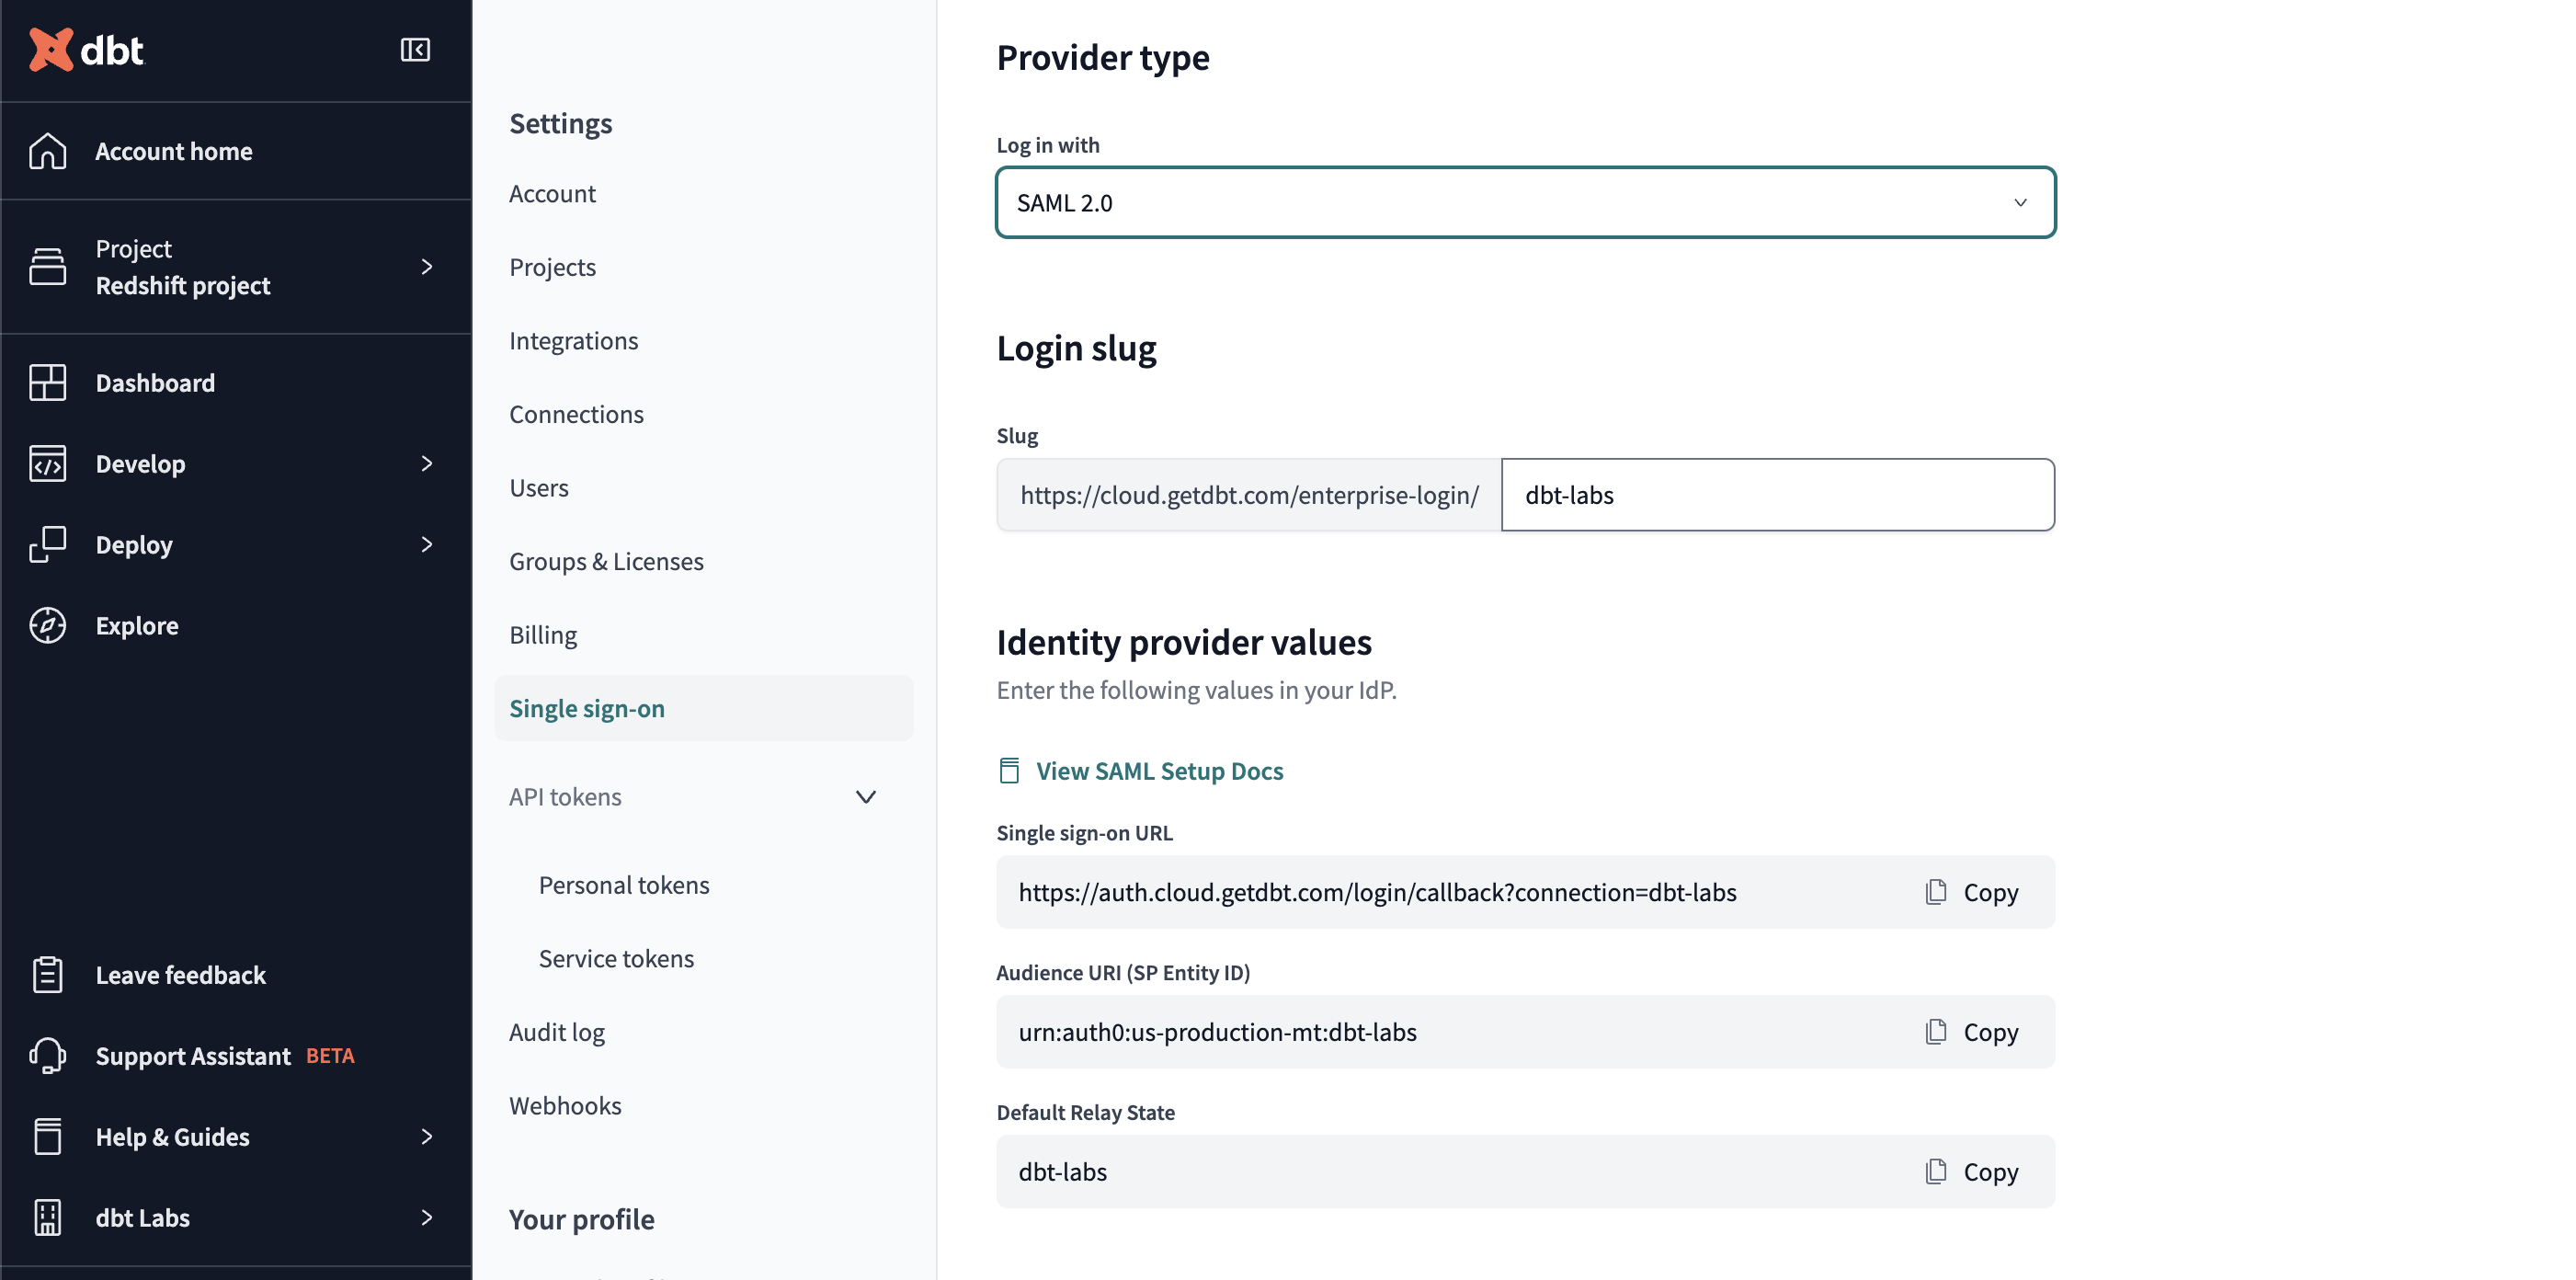 dbt
Account home
Project
Redshift project
Dashboard
Develop
Deploy
Explore
Leave feedback
Support Assistant BETA
Help & Guides
dbt Labs
Settings
Account
Projects
Integrations
Connections
Users
Groups & Licenses
Billing
Single sign-on
API tokens
Personal tokens
Service tokens
Audit log
Webhooks
Your profile
Provider type
Log in with
SAML 2.0
Login slug
Slug
https://cloud.getdbt.com/enterprise-login/ dbt-labs
Identity provider values
Enter the following values in your IdP.
View SAML Setup Docs
Single sign-on URL
https://auth.cloud.getdbt.com/login/callback?connection=dbt-labs Copy
Audience URI (SP Entity ID)
urn:auth0:us-production-mt:dbt-labs Copy
Default Relay State
dbt-labs Copy